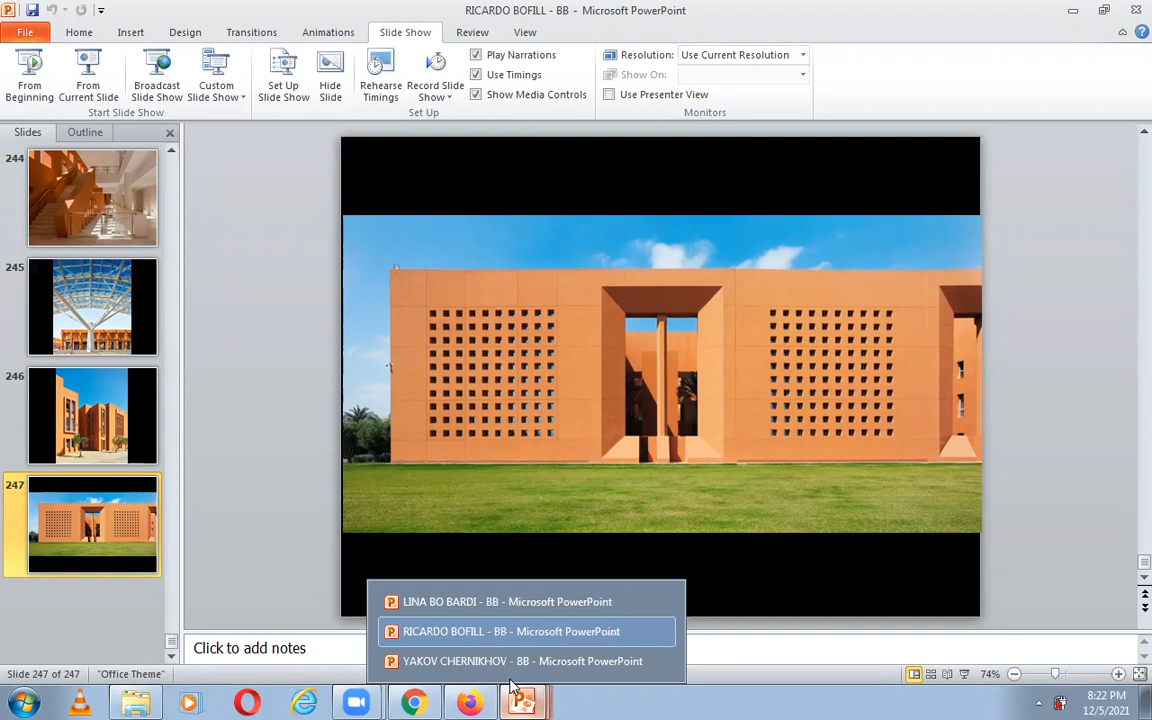 RICARDO BOFILL - BB - Microsoft PowerPoint
File Home Insert Design Transitions Animations Slide Show Review View
From Beginning
From Current Slide
Broadcast Slide Show
Custom Slide Show
Start Slide Show
Set Up Slide Show
Hide Slide
Rehearse Timings
Record Slide Show
Play Narrations
Use Timings
Show Media Controls
Set Up
Resolution: Use Current Resolution
Show On:
Use Presenter View
Monitors
Slides Outline
244
245
246
247
LINA BO BARDI - BB - Microsoft PowerPoint
RICARDO BOFILL - BB - Microsoft PowerPoint
YAKOV CHERNIKHOV - BB - Microsoft PowerPoint
Click to add notes
Slide 247 of 247 "Office Theme" 74%
8:22 PM
12/5/2021